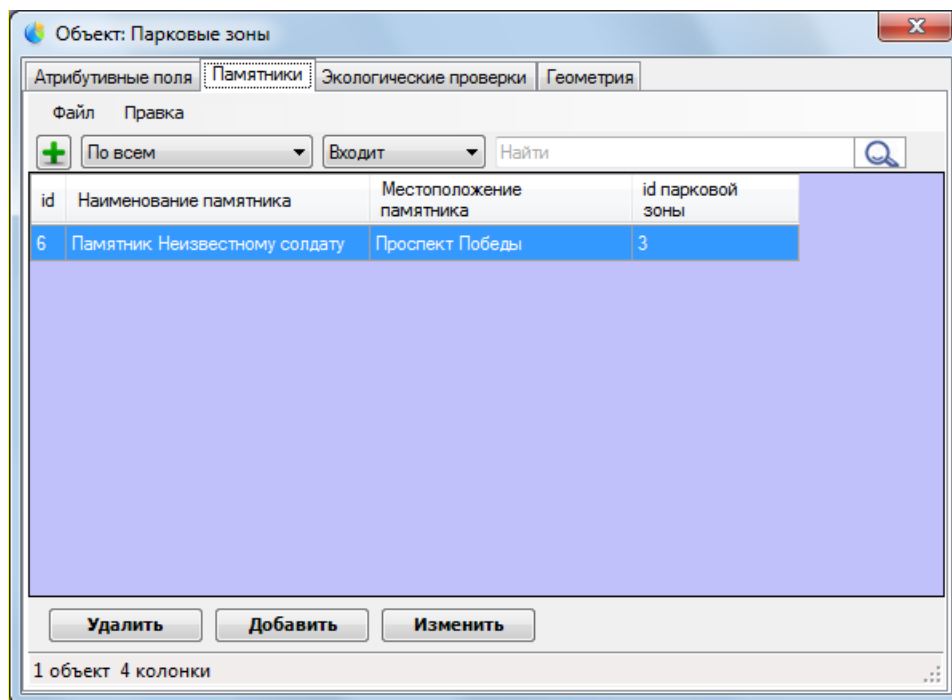 Объект: Парковые зоны
Атрибутивные поля Памятники Экологические проверки Геометрия
Файл Правка
По всем Входит Найти
id Наименование памятника Местоположение памятника id парковой зоны
6 Памятник Неизвестному солдату Проспект Победы 3
Удалить Добавить Изменить
1 объект 4 колонки